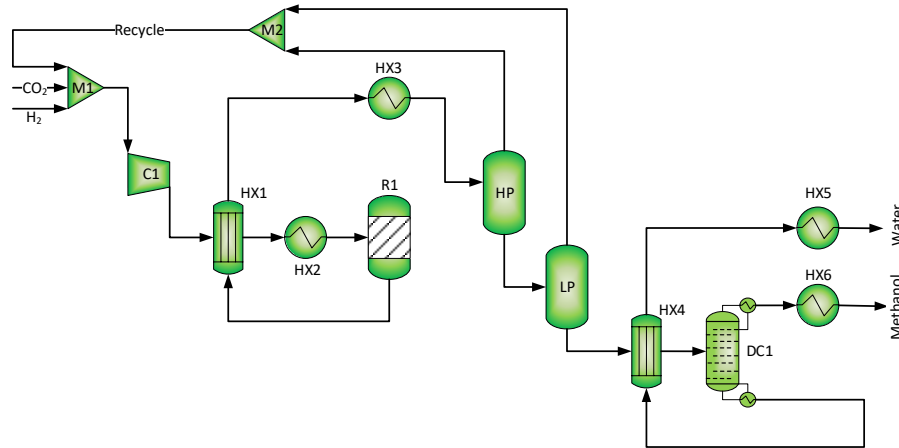 Recycle
M2
CO₂
H₂
M1
C1
HX1
HX2
R1
HX3
HP
LP
HX4
DC1
HX5
Water
HX6
Methanol